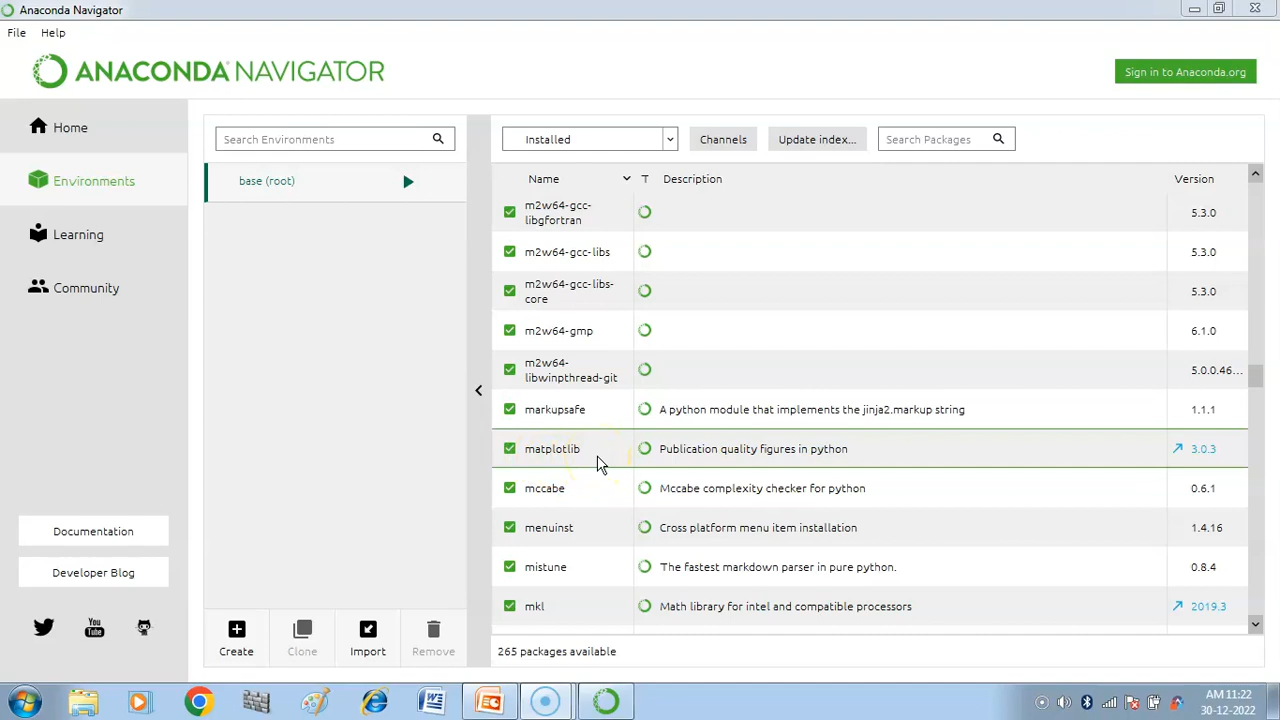 Anaconda Navigator
File Help
ANACONDA NAVIGATOR
Sign in to Anaconda.org
Home
Environments
Learning
Community
Documentation
Developer Blog
You
Tube
Search Environments
base (root)
Create Clone Import Remove
Installed Channels Update index... Search Packages
Name T Description Version
m2w64-gcc-
libgfortran 5.3.0
m2w64-gcc-libs 5.3.0
m2w64-gcc-libs-
core 5.3.0
m2w64-gmp 6.1.0
m2w64-
libwinpthread-git 5.0.0.46...
markupsafe A python module that implements the jinja2.markup string 1.1.1
matplotlib Publication quality figures in python 3.0.3
mccabe Mccabe complexity checker for python 0.6.1
menuinst Cross platform menu item installation 1.4.16
mistune The fastest markdown parser in pure python. 0.8.4
mkl Math library for intel and compatible processors 2019.3
265 packages available
AM 11:22
30-12-2022